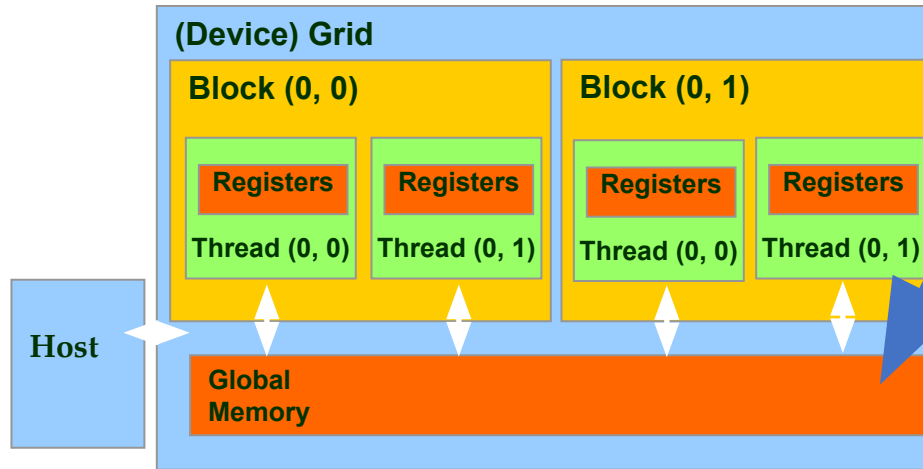 (Device) Grid
Block (0, 0)
Block (0, 1)
Registers
Registers
Registers
Registers
Thread (0, 0)
Thread (0, 1)
Thread (0, 0)
Thread (0, 1)
Host
Global
Memory